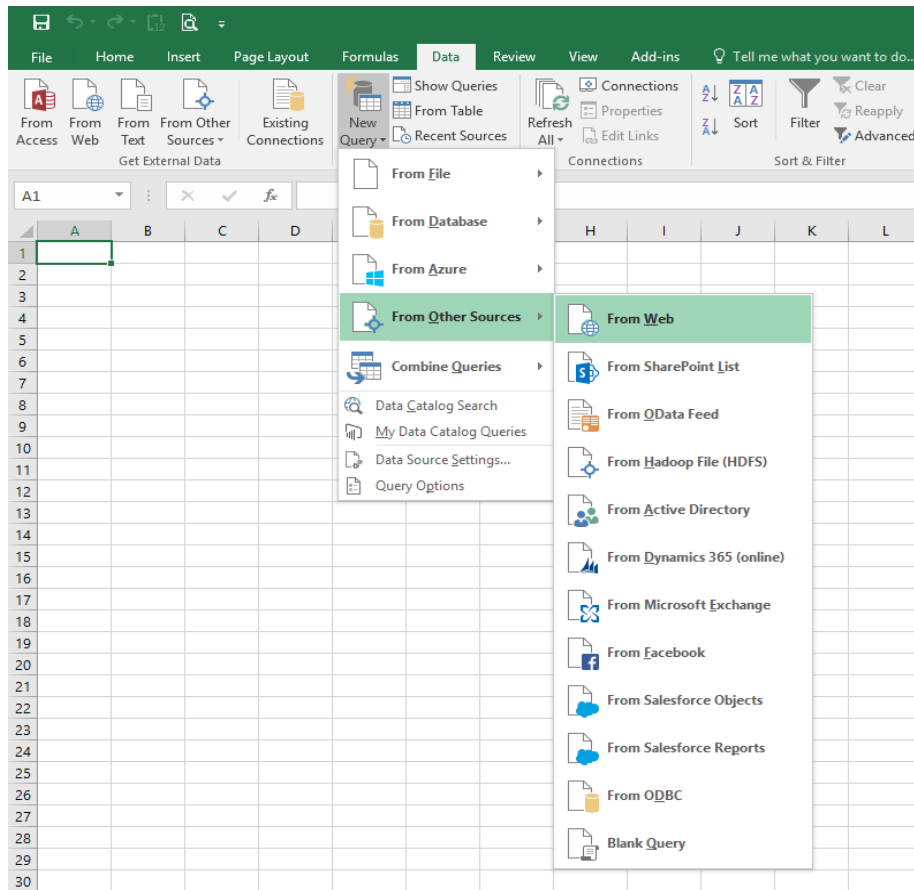 File Home Insert Page Layout Formulas Data Review View Add-ins Tell me what you want to do...
From Access
From Web
From Text
From Other Sources
Existing Connections
Get External Data
New Query
Show Queries
From Table
Recent Sources
Refresh All
Connections
Properties
Edit Links
Connections
Sort
Filter
Clear
Reapply
Advanced
Sort & Filter
A1 fx
A B C D H I J K L
1
2
3
4
5
6
7
8
9
10
11
12
13
14
15
16
17
18
19
20
21
22
23
24
25
26
27
28
29
30
From File
From Database
From Azure
From Other Sources
Combine Queries
Data Catalog Search
My Data Catalog Queries
Data Source Settings...
Query Options
From Web
From SharePoint List
From OData Feed
From Hadoop File (HDFS)
From Active Directory
From Dynamics 365 (online)
From Microsoft Exchange
From Facebook
From Salesforce Objects
From Salesforce Reports
From ODBC
Blank Query